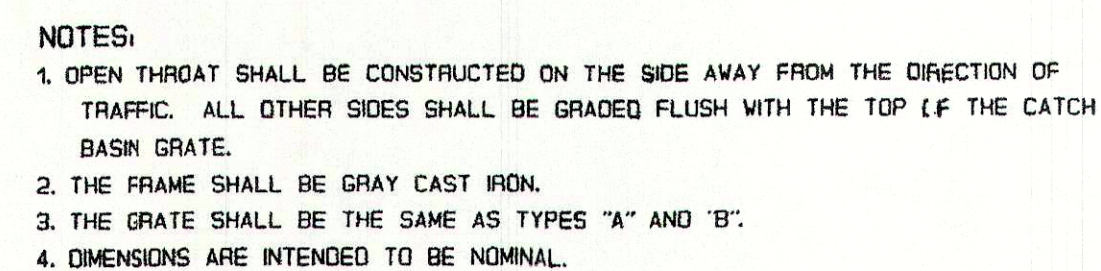 NOTES:
1. OPEN THROAT SHALL BE CONSTRUCTED ON THE SIDE AWAY FROM THE DIRECTION OF
TRAFFIC. ALL OTHER SIDES SHALL BE GRADED FLUSH WITH THE TOP OF THE CATCH
BASIN GRATE.
2. THE FRAME SHALL BE GRAY CAST IRON.
3. THE GRATE SHALL BE THE SAME AS TYPES "A" AND "B".
4. DIMENSIONS ARE INTENDED TO BE NOMINAL.